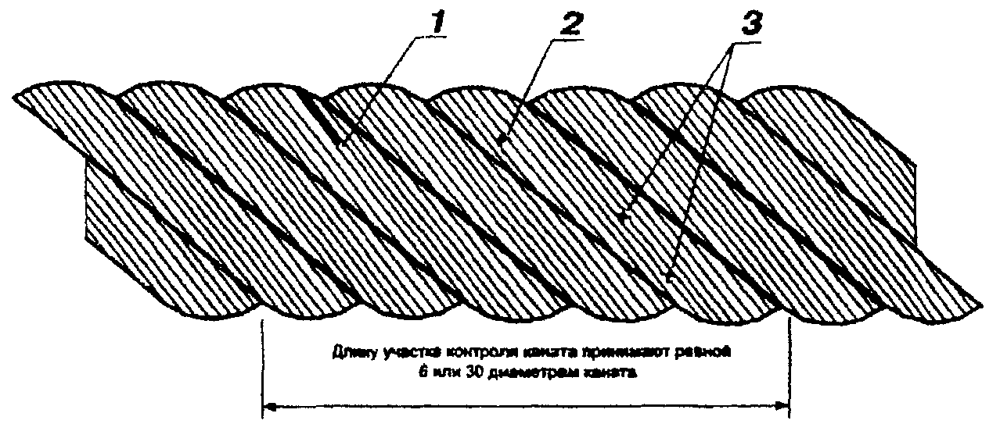 1 2 3
Длину участка контроля каната принимают равной
6 или 30 диаметрам каната